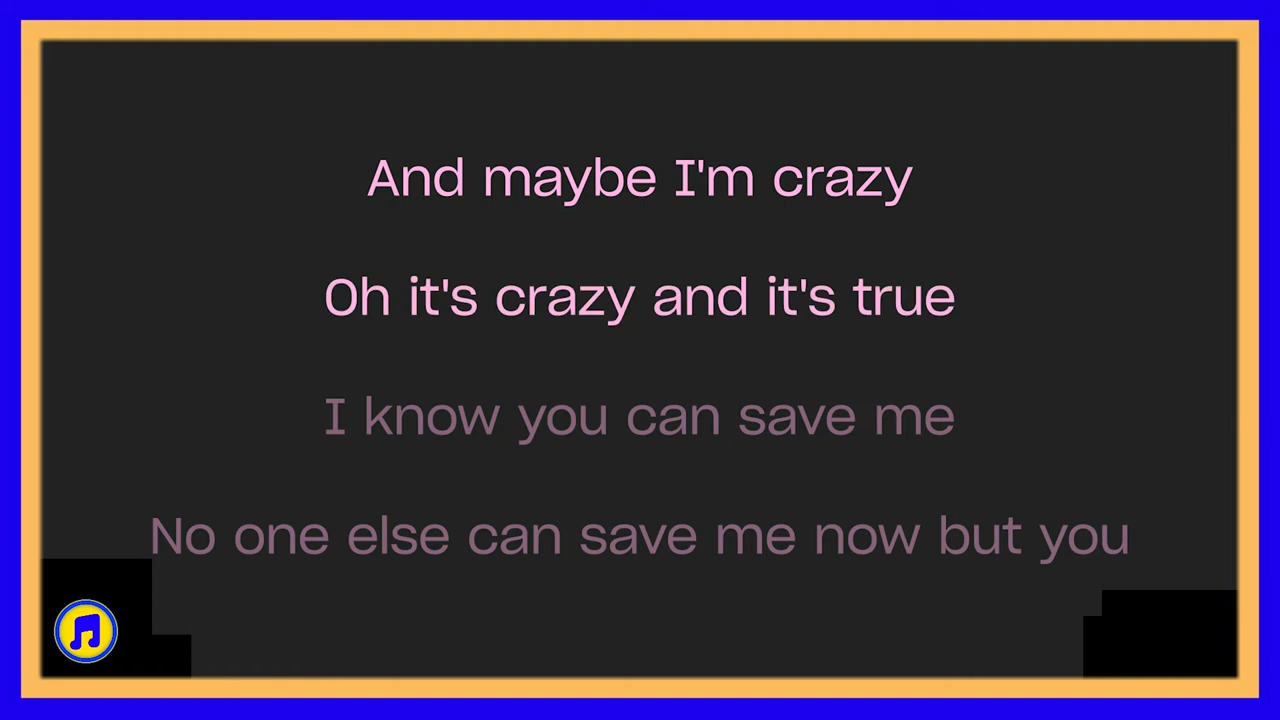 And maybe I'm crazy
Oh it's crazy and it's true
I know you can save me
No one else can save me now but you